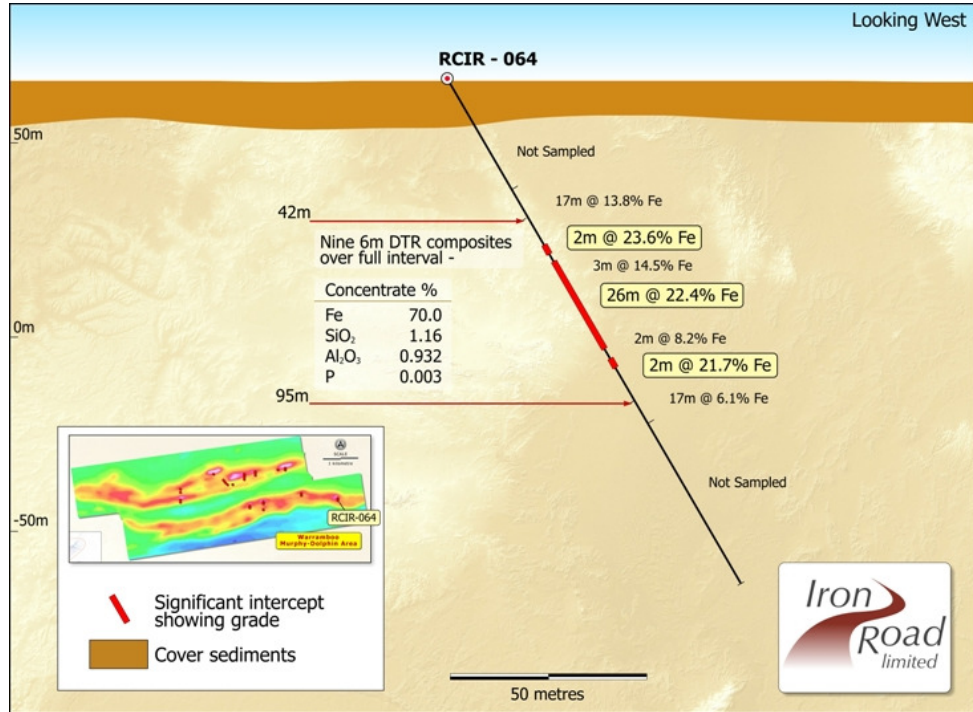 Looking West
RCIR - 064
50m
Not Sampled
17m @ 13.8% Fe
42m
2m @ 23.6% Fe
Nine 6m DTR composites
over full interval -
3m @ 14.5% Fe
Concentrate %
26m @ 22.4% Fe
Fe 70.0
SiO₂ 1.16
0m
2m @ 8.2% Fe
Al₂O₃ 0.932
2m @ 21.7% Fe
P 0.003
95m
17m @ 6.1% Fe
Not Sampled
SCALE
RCIR-064
-50m
Warramboo
Murphy-Dolphin Area
Significant intercept
showing grade
Cover sediments
50 metres
Iron
Road
limited